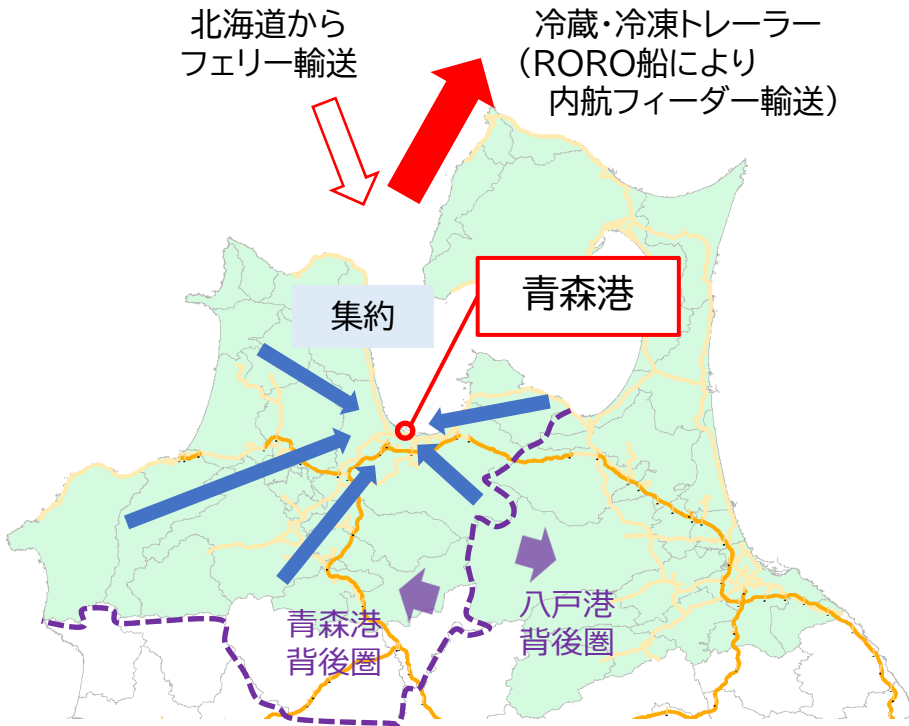 北海道から
フェリー輸送
冷蔵・冷凍トレーラー
（RORO船により
内航フィーダー輸送）
青森港
集約
青森港
背後圏
八戸港
背後圏